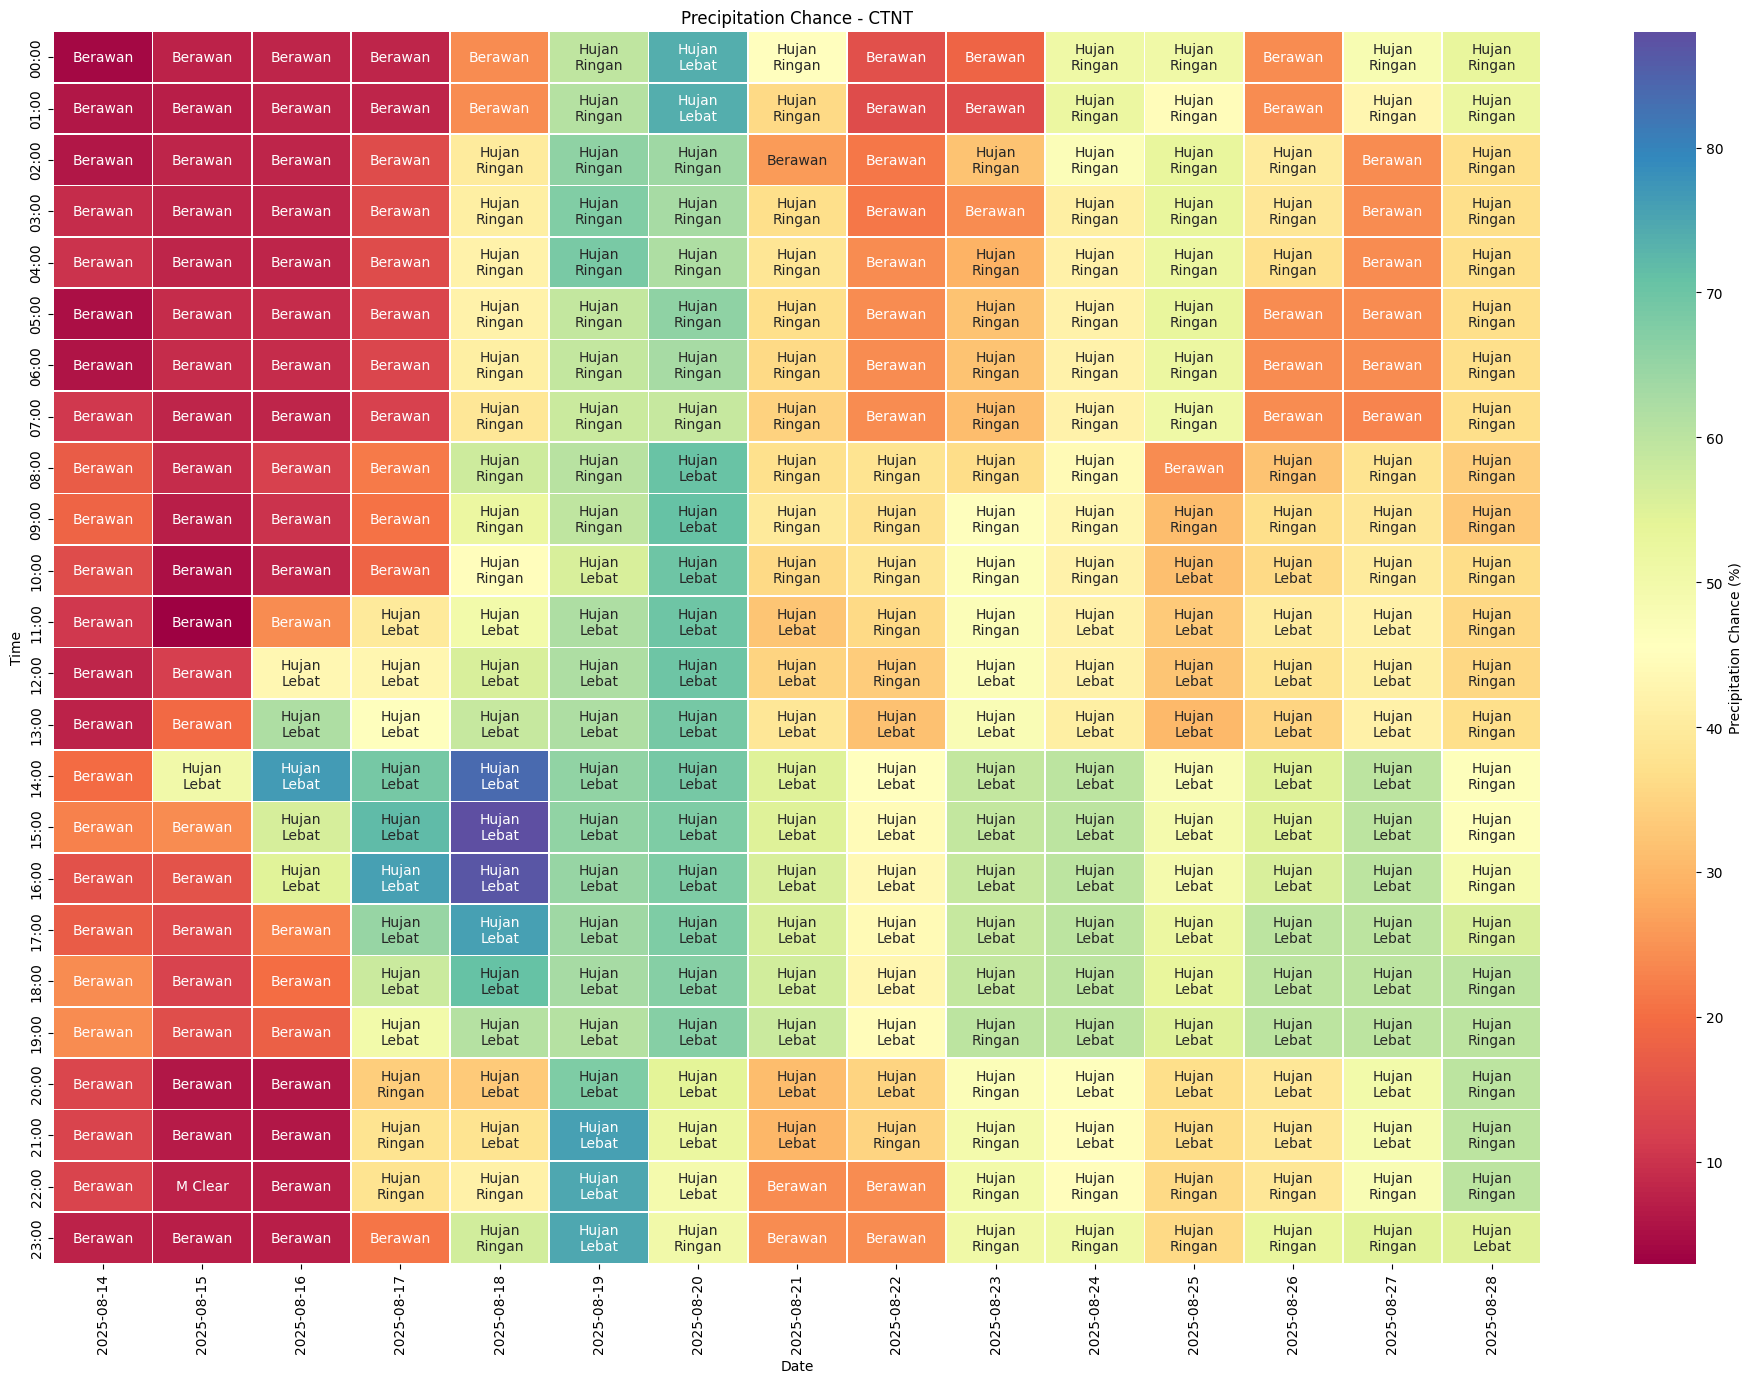 Precipitation Chance - CTNT
00:00 Berawan Berawan Berawan Berawan Berawan Hujan Ringan Hujan Lebat Hujan Ringan Berawan Berawan Hujan Ringan Hujan Ringan Berawan Hujan Ringan Hujan Ringan
01:00 Berawan Berawan Berawan Berawan Berawan Hujan Ringan Hujan Lebat Hujan Ringan Berawan Berawan Hujan Ringan Hujan Ringan Berawan Hujan Ringan Hujan Ringan
02:00 Berawan Berawan Berawan Berawan Hujan Ringan Hujan Ringan Hujan Ringan Berawan Berawan Hujan Ringan Hujan Ringan Hujan Ringan Hujan Ringan Berawan Hujan Ringan
03:00 Berawan Berawan Berawan Berawan Hujan Ringan Hujan Ringan Hujan Ringan Hujan Ringan Berawan Berawan Hujan Ringan Hujan Ringan Hujan Ringan Berawan Hujan Ringan
04:00 Berawan Berawan Berawan Berawan Hujan Ringan Hujan Ringan Hujan Ringan Hujan Ringan Berawan Hujan Ringan Hujan Ringan Hujan Ringan Hujan Ringan Berawan Hujan Ringan
05:00 Berawan Berawan Berawan Berawan Hujan Ringan Hujan Ringan Hujan Ringan Hujan Ringan Berawan Hujan Ringan Hujan Ringan Hujan Ringan Berawan Berawan Hujan Ringan
06:00 Berawan Berawan Berawan Berawan Hujan Ringan Hujan Ringan Hujan Ringan Hujan Ringan Berawan Hujan Ringan Hujan Ringan Hujan Ringan Berawan Berawan Hujan Ringan
07:00 Berawan Berawan Berawan Berawan Hujan Ringan Hujan Ringan Hujan Ringan Hujan Ringan Berawan Hujan Ringan Hujan Ringan Hujan Ringan Berawan Berawan Hujan Ringan
08:00 Berawan Berawan Berawan Berawan Hujan Ringan Hujan Ringan Hujan Lebat Hujan Ringan Hujan Ringan Hujan Ringan Hujan Ringan Berawan Hujan Ringan Hujan Ringan Hujan Ringan
09:00 Berawan Berawan Berawan Berawan Hujan Ringan Hujan Ringan Hujan Lebat Hujan Ringan Hujan Ringan Hujan Ringan Hujan Ringan Hujan Ringan Hujan Ringan Hujan Ringan Hujan Ringan
10:00 Berawan Berawan Berawan Berawan Hujan Ringan Hujan Lebat Hujan Lebat Hujan Ringan Hujan Ringan Hujan Ringan Hujan Ringan Hujan Lebat Hujan Lebat Hujan Ringan Hujan Ringan
11:00 Berawan Berawan Berawan Hujan Lebat Hujan Lebat Hujan Lebat Hujan Lebat Hujan Lebat Hujan Ringan Hujan Ringan Hujan Lebat Hujan Lebat Hujan Lebat Hujan Lebat Hujan Ringan
12:00 Berawan Berawan Hujan Lebat Hujan Lebat Hujan Lebat Hujan Lebat Hujan Lebat Hujan Lebat Hujan Ringan Hujan Lebat Hujan Lebat Hujan Lebat Hujan Lebat Hujan Lebat Hujan Ringan
13:00 Berawan Berawan Hujan Lebat Hujan Lebat Hujan Lebat Hujan Lebat Hujan Lebat Hujan Lebat Hujan Lebat Hujan Lebat Hujan Lebat Hujan Lebat Hujan Lebat Hujan Lebat Hujan Ringan
14:00 Berawan Hujan Lebat Hujan Lebat Hujan Lebat Hujan Lebat Hujan Lebat Hujan Lebat Hujan Lebat Hujan Lebat Hujan Lebat Hujan Lebat Hujan Lebat Hujan Lebat Hujan Lebat Hujan Ringan
15:00 Berawan Berawan Hujan Lebat Hujan Lebat Hujan Lebat Hujan Lebat Hujan Lebat Hujan Lebat Hujan Lebat Hujan Lebat Hujan Lebat Hujan Lebat Hujan Lebat Hujan Lebat Hujan Ringan
16:00 Berawan Berawan Hujan Lebat Hujan Lebat Hujan Lebat Hujan Lebat Hujan Lebat Hujan Lebat Hujan Lebat Hujan Lebat Hujan Lebat Hujan Lebat Hujan Lebat Hujan Lebat Hujan Ringan
17:00 Berawan Berawan Berawan Hujan Lebat Hujan Lebat Hujan Lebat Hujan Lebat Hujan Lebat Hujan Lebat Hujan Lebat Hujan Lebat Hujan Lebat Hujan Lebat Hujan Lebat Hujan Ringan
18:00 Berawan Berawan Berawan Hujan Lebat Hujan Lebat Hujan Lebat Hujan Lebat Hujan Lebat Hujan Lebat Hujan Lebat Hujan Lebat Hujan Lebat Hujan Lebat Hujan Lebat Hujan Ringan
19:00 Berawan Berawan Berawan Hujan Lebat Hujan Lebat Hujan Lebat Hujan Lebat Hujan Lebat Hujan Lebat Hujan Ringan Hujan Lebat Hujan Lebat Hujan Lebat Hujan Lebat Hujan Ringan
20:00 Berawan Berawan Berawan Hujan Ringan Hujan Lebat Hujan Lebat Hujan Lebat Hujan Lebat Hujan Lebat Hujan Ringan Hujan Lebat Hujan Lebat Hujan Lebat Hujan Lebat Hujan Ringan
21:00 Berawan Berawan Berawan Hujan Ringan Hujan Lebat Hujan Lebat Hujan Lebat Hujan Lebat Hujan Ringan Hujan Ringan Hujan Lebat Hujan Lebat Hujan Lebat Hujan Lebat Hujan Ringan
22:00 Berawan M Clear Berawan Hujan Ringan Hujan Ringan Hujan Lebat Hujan Lebat Berawan Berawan Hujan Ringan Hujan Ringan Hujan Ringan Hujan Ringan Hujan Ringan Hujan Ringan
23:00 Berawan Berawan Berawan Berawan Hujan Ringan Hujan Lebat Hujan Ringan Berawan Berawan Hujan Ringan Hujan Ringan Hujan Ringan Hujan Ringan Hujan Ringan Hujan Lebat
Time
2025-08-14 2025-08-15 2025-08-16 2025-08-17 2025-08-18 2025-08-19 2025-08-20 2025-08-21 2025-08-22 2025-08-23 2025-08-24 2025-08-25 2025-08-26 2025-08-27 2025-08-28
Date
80
70
60
50
40
30
20
10
Precipitation Chance (%)